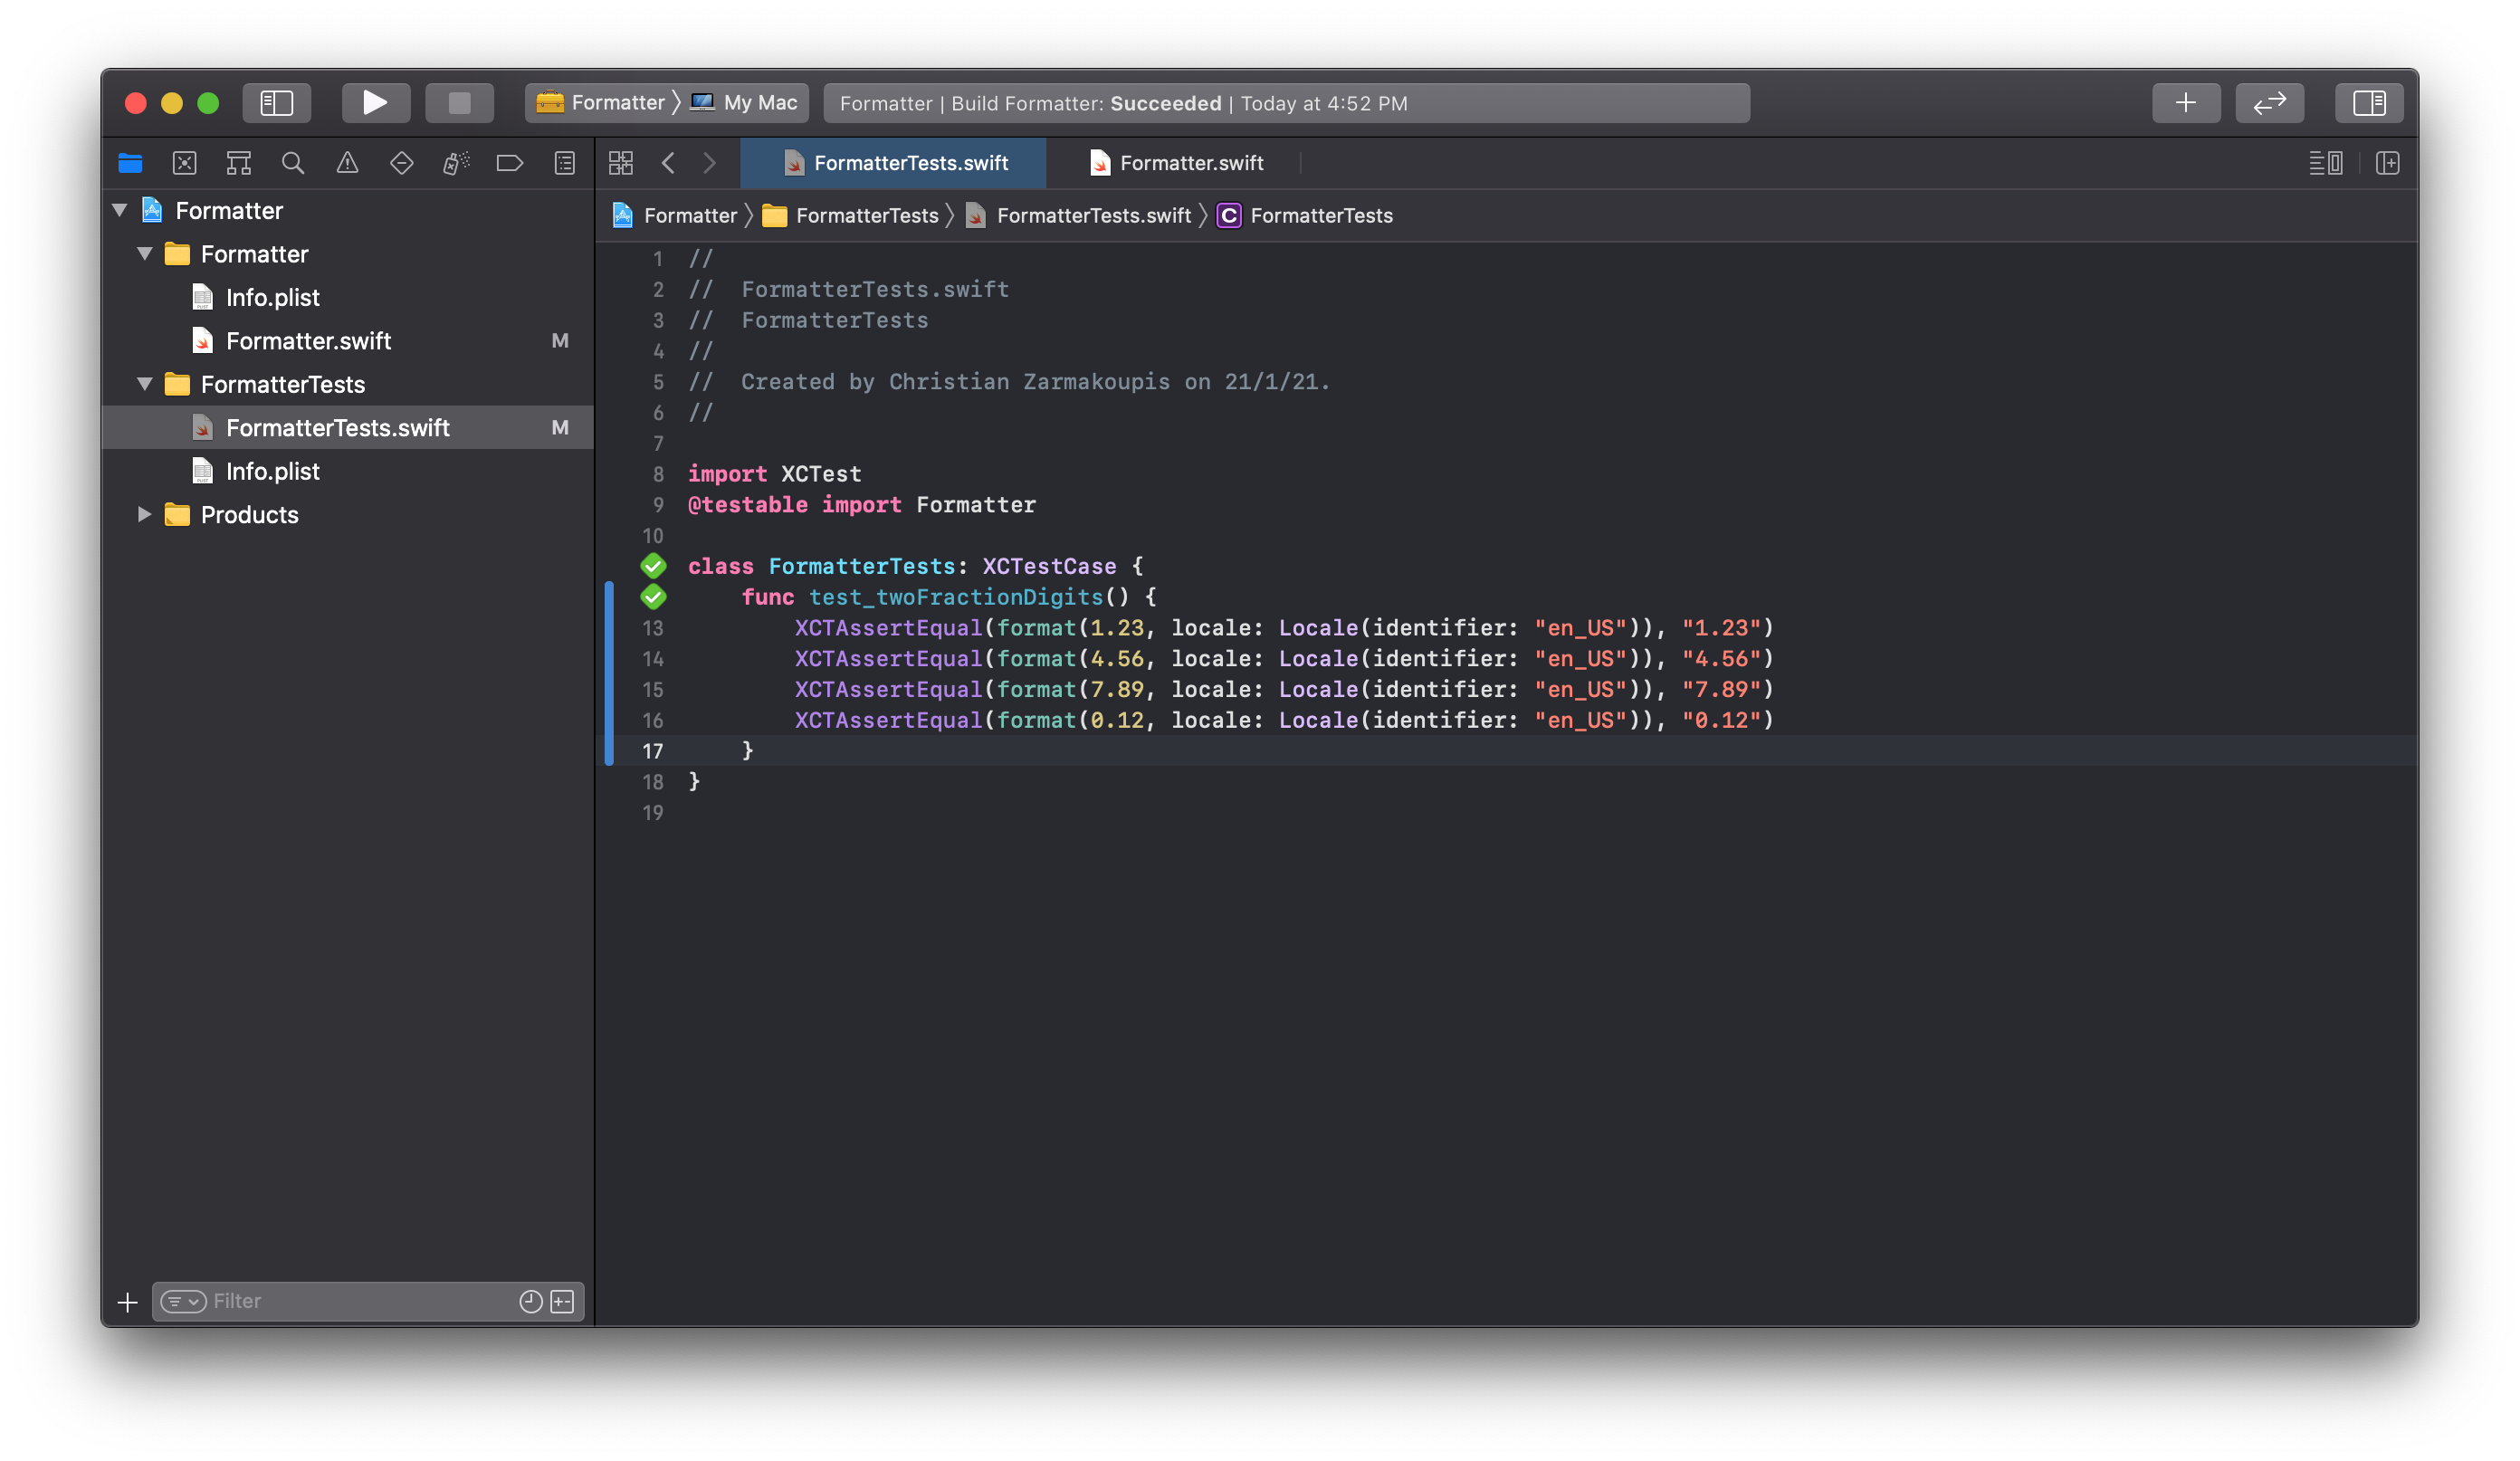 Formatter 〉 My Mac
Formatter | Build Formatter: Succeeded | Today at 4:52 PM
FormatterTests.swift
Formatter.swift
Formatter 〉 FormatterTests 〉 FormatterTests.swift 〉 C FormatterTests
Formatter
Formatter
Info.plist
Formatter.swift M
FormatterTests
FormatterTests.swift M
Info.plist
Products
Filter
1 //
2 //  FormatterTests.swift
3 //  FormatterTests
4 //
5 //  Created by Christian Zarmakoupis on 21/1/21.
6 //
7
8 import XCTest
9 @testable import Formatter
10
class FormatterTests: XCTestCase {
    func test_twoFractionDigits() {
13         XCTAssertEqual(format(1.23, locale: Locale(identifier: "en_US")), "1.23")
14         XCTAssertEqual(format(4.56, locale: Locale(identifier: "en_US")), "4.56")
15         XCTAssertEqual(format(7.89, locale: Locale(identifier: "en_US")), "7.89")
16         XCTAssertEqual(format(0.12, locale: Locale(identifier: "en_US")), "0.12")
17     }
18 }
19